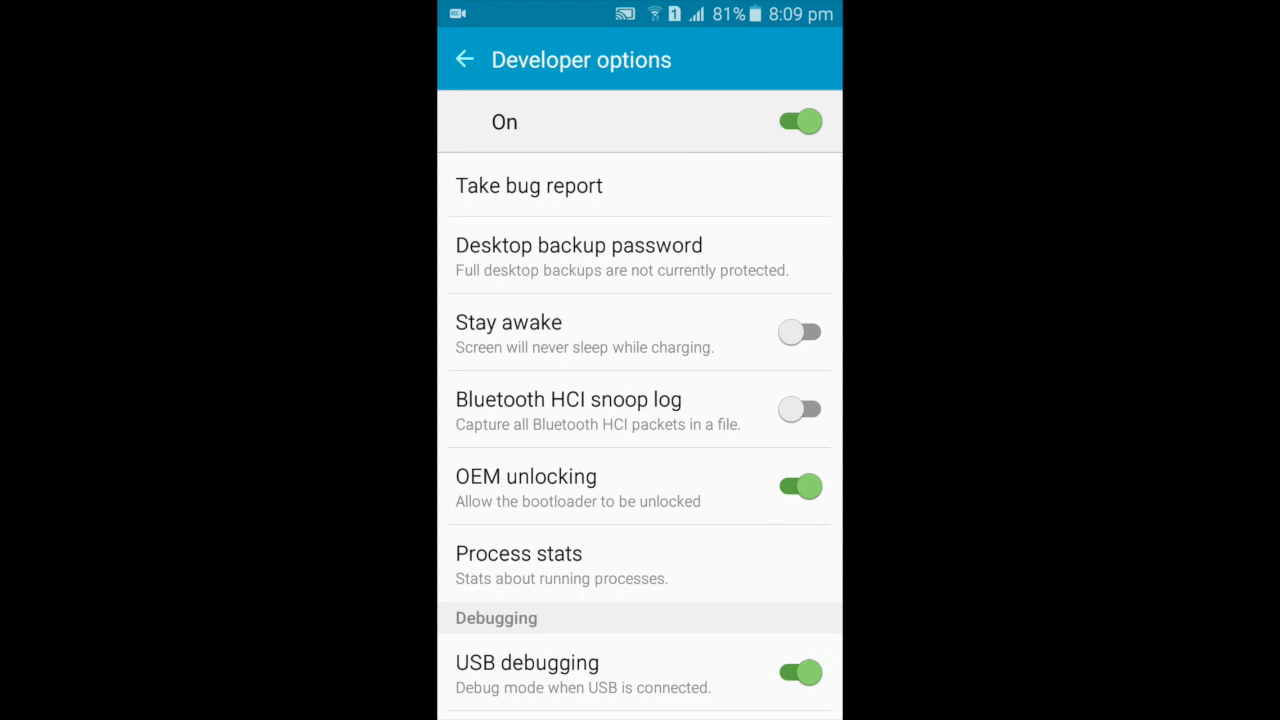 1 81% 8:09 pm
Developer options
On
Take bug report
Desktop backup password
Full desktop backups are not currently protected.
Stay awake
Screen will never sleep while charging.
Bluetooth HCI snoop log
Capture all Bluetooth HCI packets in a file.
OEM unlocking
Allow the bootloader to be unlocked
Process stats
Stats about running processes.
Debugging
USB debugging
Debug mode when USB is connected.